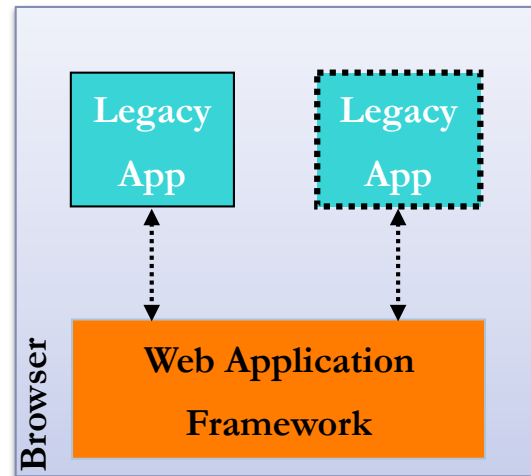 Legacy
App
Legacy
App
Web Application
Framework
Browser